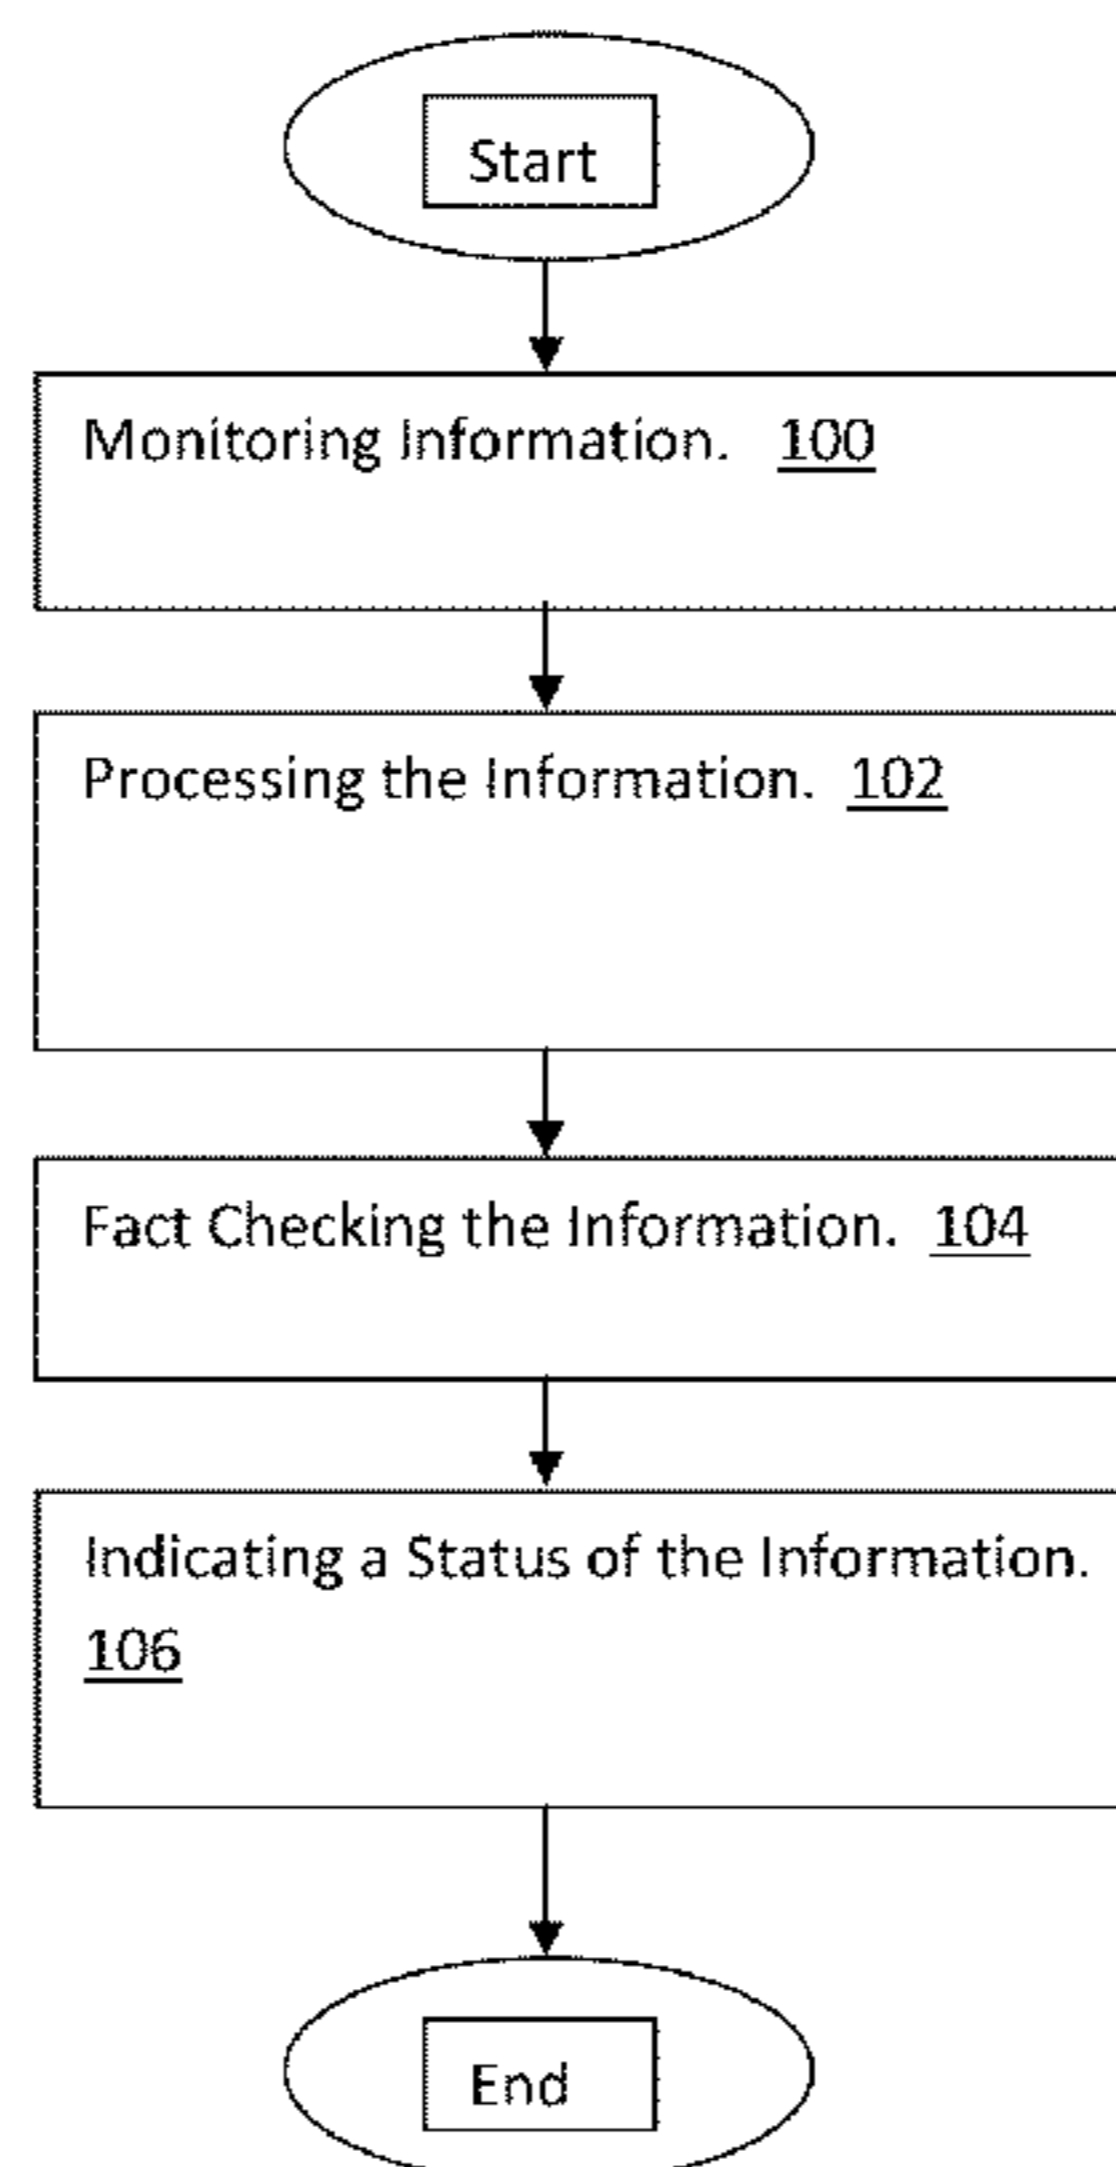 Start
Monitoring Information. 100
Processing the Information. 102
Fact Checking the Information. 104
Indicating a Status of the Information.
106
End